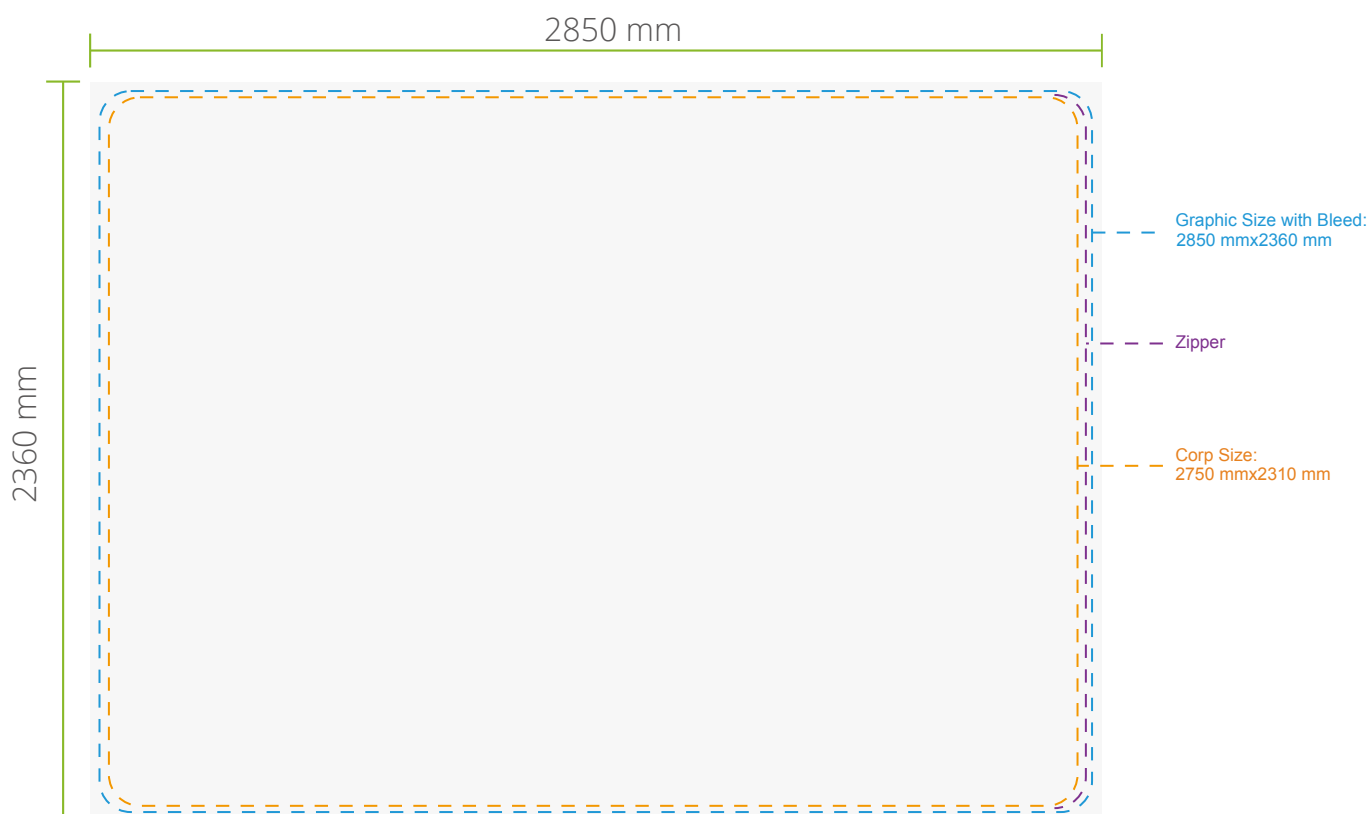 2850 mm
2360 mm
Graphic Size with Bleed:
2850 mmx2360 mm
Zipper
Corp Size:
2750 mmx2310 mm